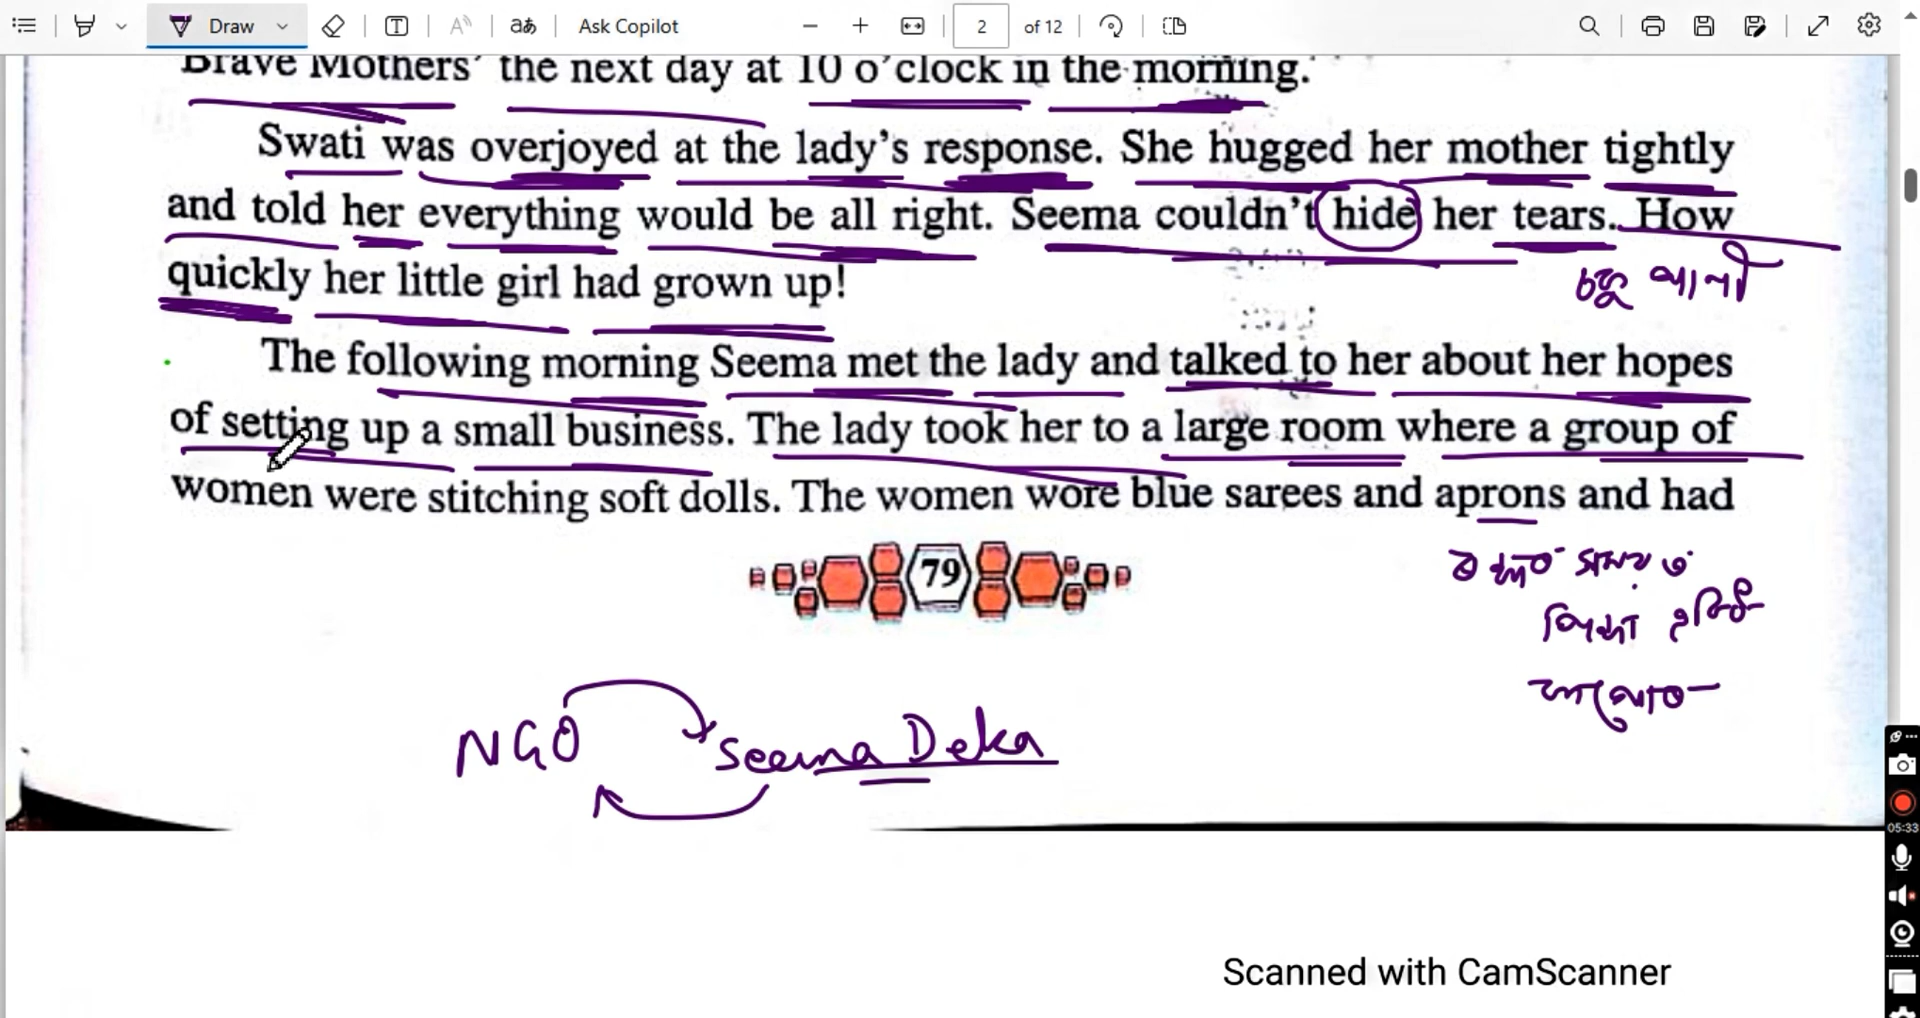 Draw
Ask Copilot
2 of 12
Brave Mothers' the next day at 10 o'clock in the morning.
Swati was overjoyed at the lady's response. She hugged her mother tightly
and told her everything would be all right. Seema couldn't hide her tears. How
quickly her little girl had grown up!
The following morning Seema met the lady and talked to her about her hopes
of setting up a small business. The lady took her to a large room where a group of
women were stitching soft dolls. The women wore blue sarees and aprons and had
79
NGO Seema Deka
05:33
Scanned with CamScanner